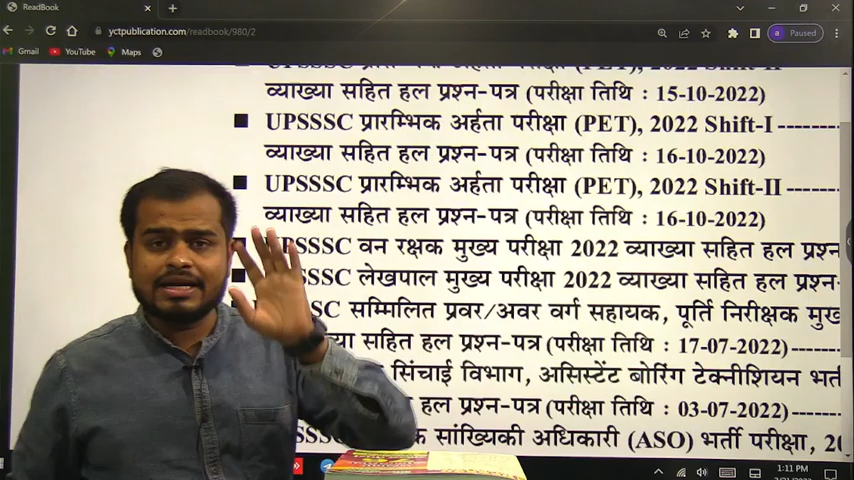 ReadBook
yctpublication.com/readbook/980/2
a Paused
Gmail YouTube Maps
व्याख्या सहित हल प्रश्न-पत्र (परीक्षा तिथि : 15-10-2022)
UPSSSC प्रारम्भिक अर्हता परीक्षा (PET), 2022 Shift-I
व्याख्या सहित हल प्रश्न-पत्र (परीक्षा तिथि : 16-10-2022)
UPSSSC प्रारम्भिक अर्हता परीक्षा (PET), 2022 Shift-II
व्याख्या सहित हल प्रश्न-पत्र (परीक्षा तिथि : 16-10-2022)
वन रक्षक मुख्य परीक्षा 2022 व्याख्या सहित हल
लेखपाल मुख्य परीक्षा 2022 व्याख्या सहित हल
सम्मिलित प्रवर/अवर वर्ग सहायक, पूर्ति निरीक्षक
सहित हल प्रश्न-पत्र (परीक्षा तिथि : 17-07-2022)
सिंचाई विभाग, असिस्टेंट बोरिंग टेक्नीशियन
हल प्रश्न-पत्र (परीक्षा तिथि : 03-07-2022)
सांख्यिकी अधिकारी (ASO) भर्ती परीक्षा,
1:11 PM